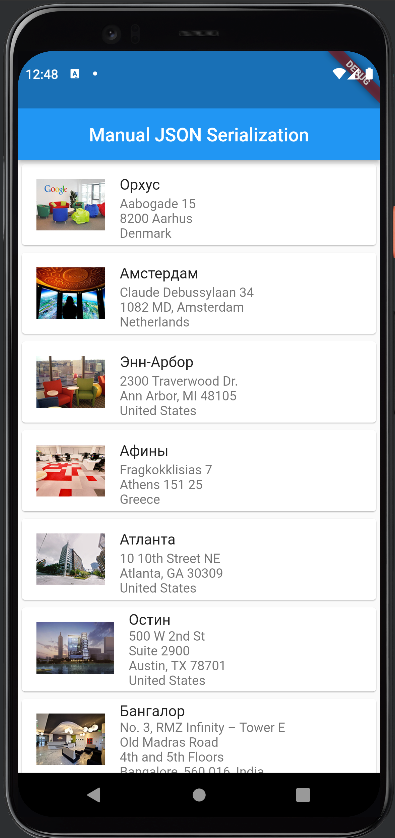 12:48
DEBUG
Manual JSON Serialization
Google
Орхус
Aabogade 15
8200 Aarhus
Denmark
Амстердам
Claude Debussylaan 34
1082 MD, Amsterdam
Netherlands
Энн-Арбор
2300 Traverwood Dr.
Ann Arbor, MI 48105
United States
Афины
Fragkokklisias 7
Athens 151 25
Greece
Атланта
10 10th Street NE
Atlanta, GA 30309
United States
Остин
500 W 2nd St
Suite 2900
Austin, TX 78701
United States
Бангалор
No. 3, RMZ Infinity – Tower E
Old Madras Road
4th and 5th Floors
Bangalore, 560 016, India